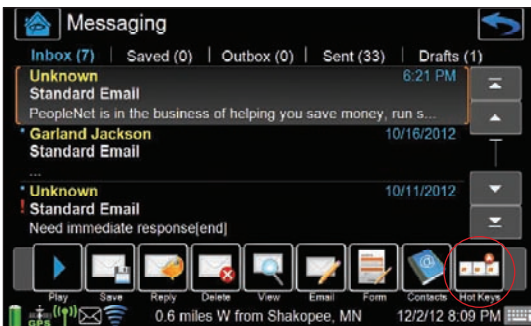 Messaging
Inbox (7) | Saved (0) | Outbox (0) | Sent (33) | Drafts (1)
Unknown 6:21 PM
Standard Email
PeopleNet is in the business of helping you save money, run s...
Garland Jackson 10/16/2012
Standard Email
...
Unknown 10/11/2012
! Standard Email
Need immediate response[end]
Play Save Reply Delete View Email Form Contacts Hot Keys
GPS 0.6 miles W from Shakopee, MN 12/2/12 8:09 PM